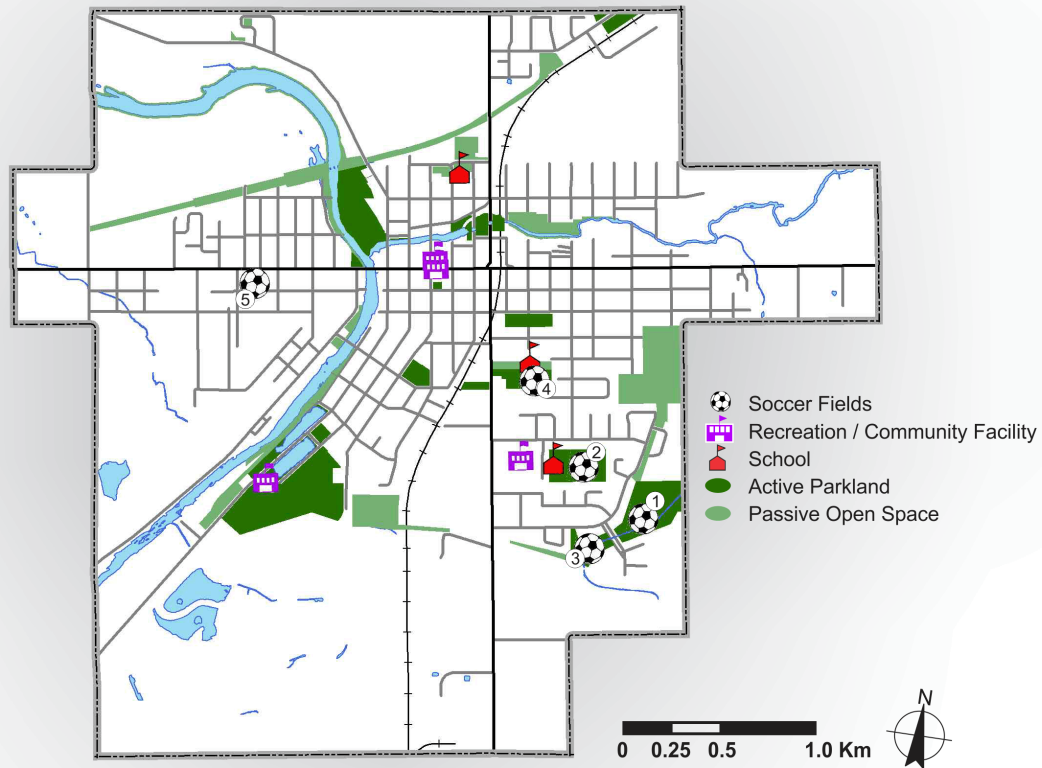 5
4
2
1
3
Soccer Fields
Recreation / Community Facility
School
Active Parkland
Passive Open Space
N
0 0.25 0.5 1.0 Km